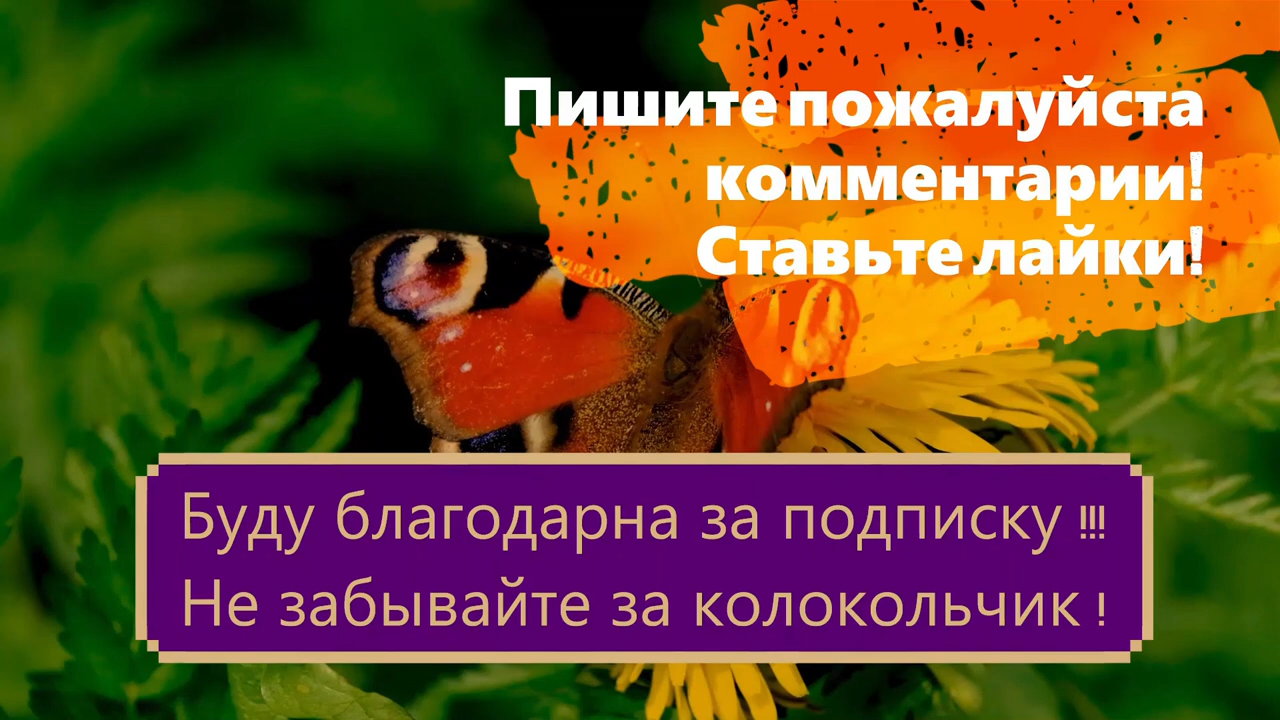 Пишите пожалуйста
комментарии!
Ставьте лайки!
Буду благодарна за подписку !!!
Не забывайте за колокольчик !